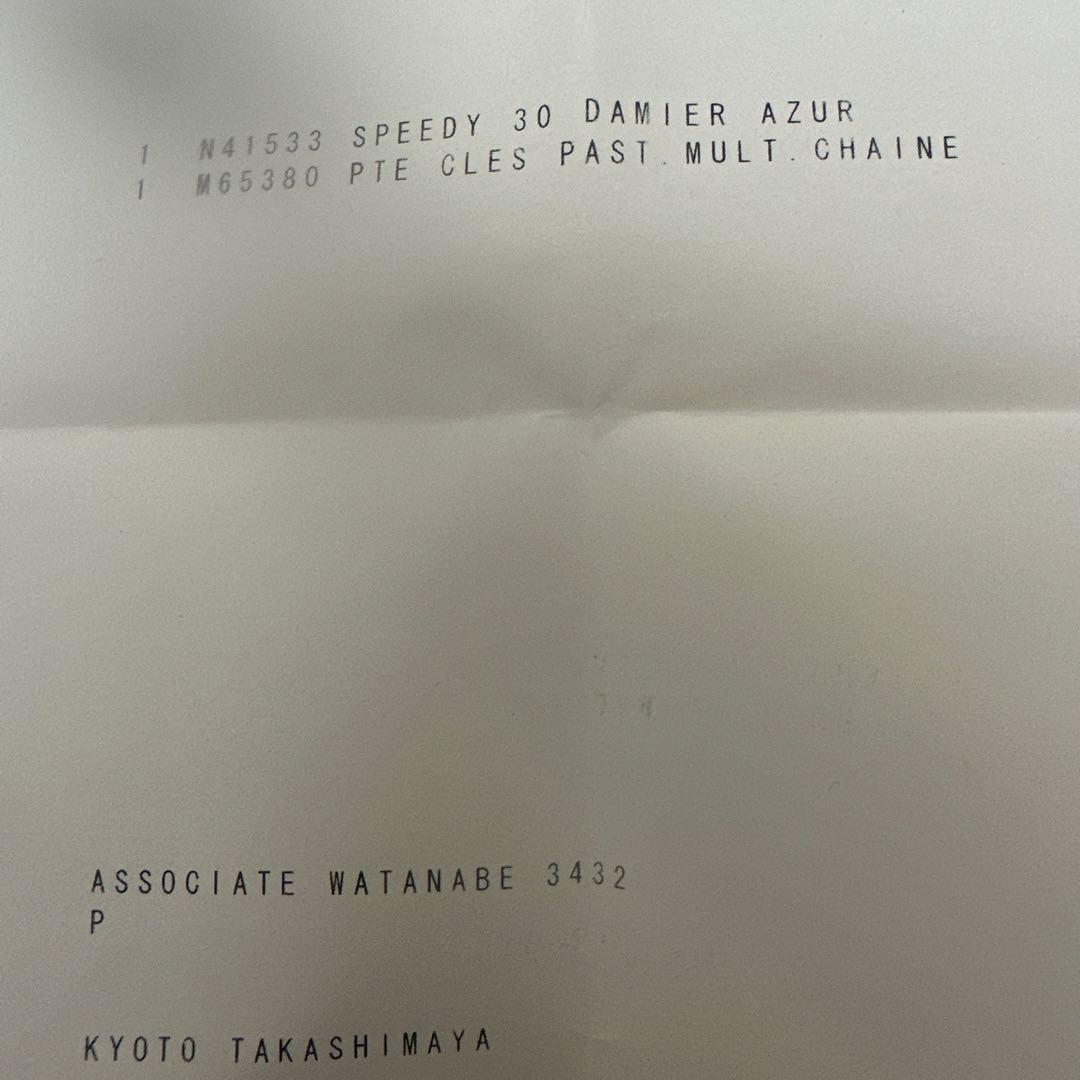 1 N41533 SPEEDY 30 DAMIER AZUR
1 M65380 PTE CLES PAST.MULT.CHAINE
ASSOCIATE WATANABE 3432
P
KYOTO TAKASHIMAYA